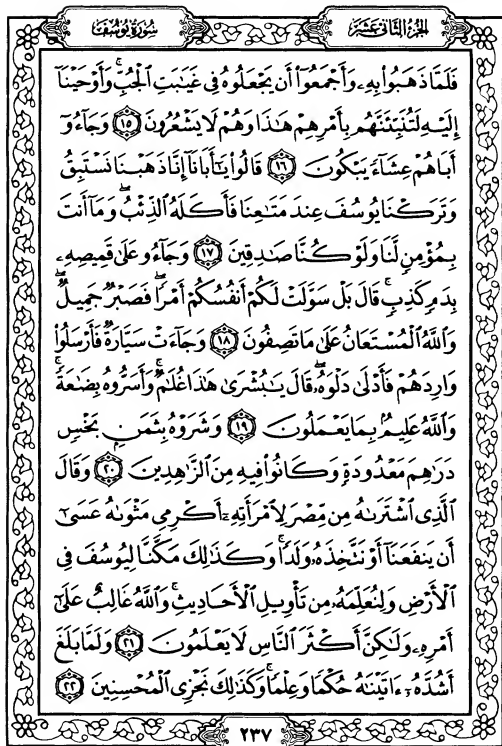 الجزء الثاني عشر
سورة يوسف
فَلَمَّا ذَهَبُوا۟ بِهِۦ وَأَجْمَعُوٓا۟ أَن يَجْعَلُوهُ فِى غَيَـٰبَتِ ٱلْجُبِّ ۚ وَأَوْحَيْنَآ
إِلَيْهِ لَتُنَبِّئَنَّهُم بِأَمْرِهِمْ هَـٰذَا وَهُمْ لَا يَشْعُرُونَ ١٥ وَجَآءُوٓ
أَبَاهُمْ عِشَآءً يَبْكُونَ ١٦ قَالُوا۟ يَـٰٓأَبَانَآ إِنَّا ذَهَبْنَا نَسْتَبِقُ
وَتَرَكْنَا يُوسُفَ عِندَ مَتَـٰعِنَا فَأَكَلَهُ ٱلذِّئْبُ ۖ وَمَآ أَنتَ
بِمُؤْمِنٍ لَّنَا وَلَوْ كُنَّا صَـٰدِقِينَ ١٧ وَجَآءُو عَلَىٰ قَمِيصِهِۦ
بِدَمٍ كَذِبٍ ۚ قَالَ بَلْ سَوَّلَتْ لَكُمْ أَنفُسُكُمْ أَمْرًا ۖ فَصَبْرٌ جَمِيلٌ ۖ
وَٱللَّهُ ٱلْمُسْتَعَانُ عَلَىٰ مَا تَصِفُونَ ١٨ وَجَآءَتْ سَيَّارَةٌ فَأَرْسَلُوا۟
وَارِدَهُمْ فَأَدْلَىٰ دَلْوَهُۥ ۖ قَالَ يَـٰبُشْرَىٰ هَـٰذَا غُلَـٰمٌ ۚ وَأَسَرُّوهُ بِضَـٰعَةً ۚ
وَٱللَّهُ عَلِيمٌۢ بِمَا يَعْمَلُونَ ١٩ وَشَرَوْهُ بِثَمَنٍۭ بَخْسٍ
دَرَٰهِمَ مَعْدُودَةٍ وَكَانُوا۟ فِيهِ مِنَ ٱلزَّٰهِدِينَ ٢٠ وَقَالَ
ٱلَّذِى ٱشْتَرَىٰهُ مِن مِّصْرَ لِٱمْرَأَتِهِۦٓ أَكْرِمِى مَثْوَىٰهُ عَسَىٰٓ
أَن يَنفَعَنَآ أَوْ نَتَّخِذَهُۥ وَلَدًا ۚ وَكَذَٰلِكَ مَكَّنَّا لِيُوسُفَ فِى
ٱلْأَرْضِ وَلِنُعَلِّمَهُۥ مِن تَأْوِيلِ ٱلْأَحَادِيثِ ۚ وَٱللَّهُ غَالِبٌ عَلَىٰٓ
أَمْرِهِۦ وَلَـٰكِنَّ أَكْثَرَ ٱلنَّاسِ لَا يَعْلَمُونَ ٢١ وَلَمَّا بَلَغَ
أَشُدَّهُۥٓ ءَاتَيْنَـٰهُ حُكْمًا وَعِلْمًا ۚ وَكَذَٰلِكَ نَجْزِى ٱلْمُحْسِنِينَ ٢٢
٢٣٧